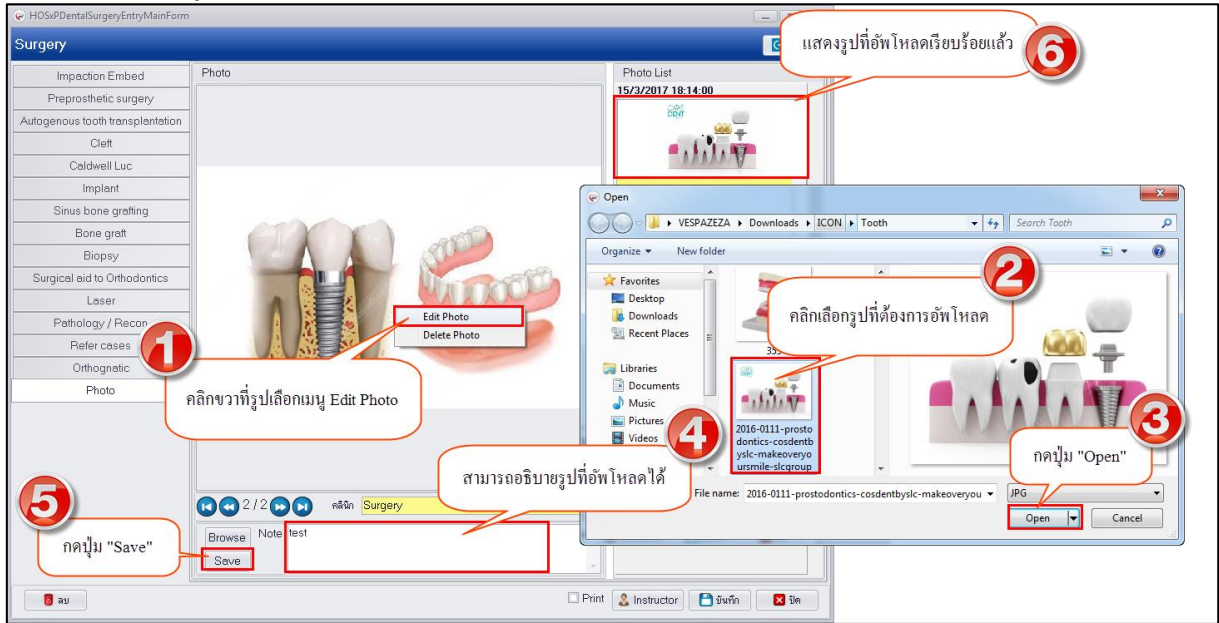 HOSxPDentalSurgeryEntryMainForm
Surgery
แสดงรูปที่อัพโหลดเรียบร้อยแล้ว
6
Impaction Embed
Preprosthetic surgery
Autogenous tooth transplantation
Cleft
Caldwell Luc
Implant
Sinus bone grafting
Bone graft
Biopsy
Surgical aid to Orthodontics
Laser
Pathology / Recon
Refer cases
Orthognatic
Photo
Photo
Photo List
15/3/2017 18:14:00
DENT
Edit Photo
Delete Photo
1
คลิกขวาที่รูปเลือกเมนู Edit Photo
Open
VESPAZEZA Downloads ICON Tooth
Search Tooth
Organize New folder
Favorites
Desktop
Downloads
Recent Places
Libraries
Documents
Music
Pictures
Videos
2
คลิกเลือกรูปที่ต้องการอัพโหลด
2016-0111-prosto
dontics-cosdentb
yslc-makeoveryo
ursmile-slcgroup
3
กดปุ่ม "Open"
File name: 2016-0111-prostodontics-cosdentbyslc-makeoveryou
JPG
Open Cancel
4
สามารถอธิบายรูปที่อัพโหลดได้
2 / 2 คลินิก Surgery
5
กดปุ่ม "Save"
Browse Note test
Save
ลบ
Print Instructor บันทึก ปิด